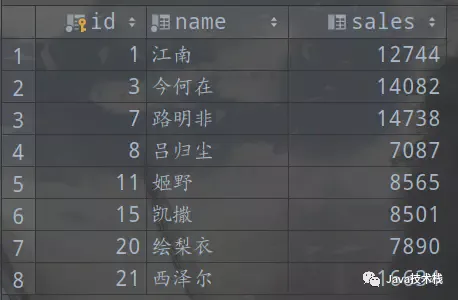 id name sales
1 1 江南 12744
2 3 今何在 14082
3 7 路明非 14738
4 8 吕归尘 7087
5 11 姬野 8565
6 15 凯撒 8501
7 20 绘梨衣 7890
8 21 西泽尔
Java技术栈